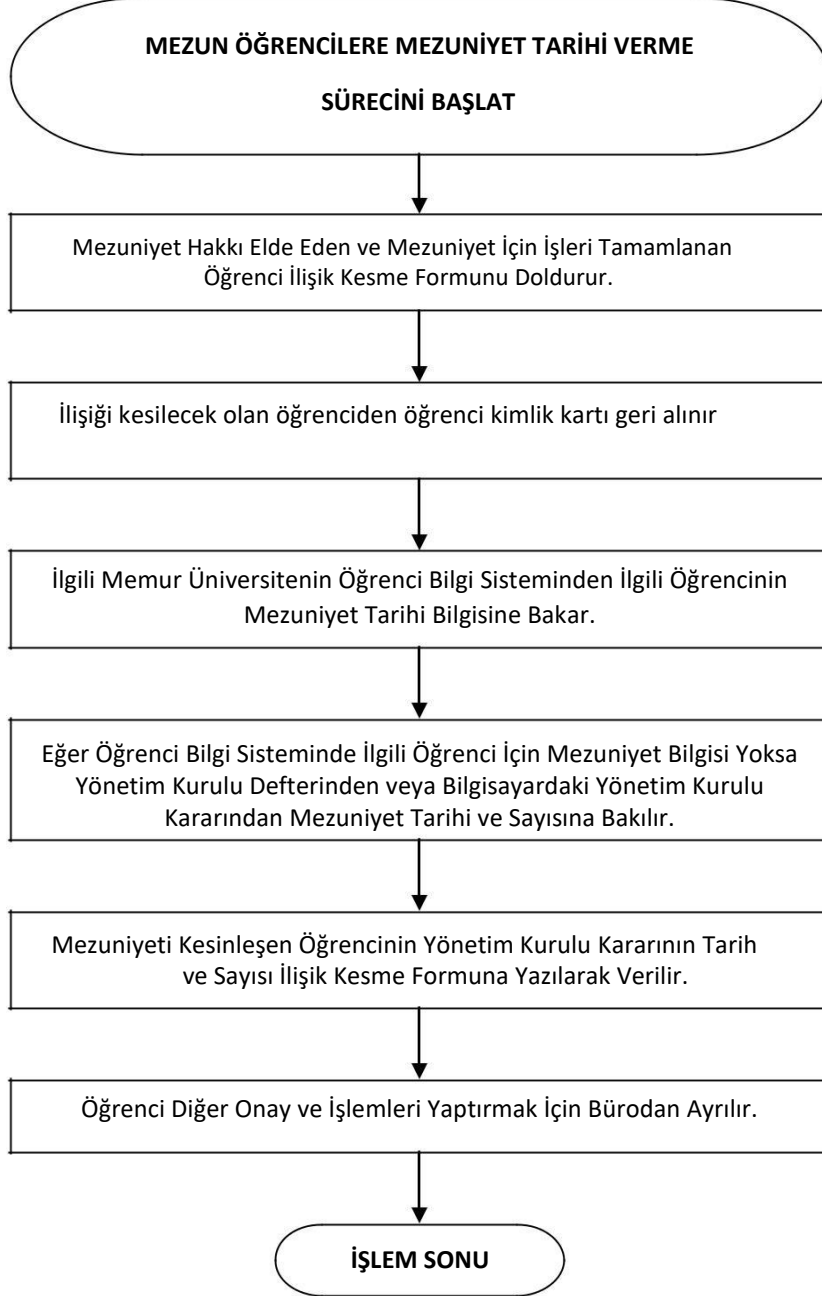 MEZUN ÖĞRENCİLERE MEZUNİYET TARİHİ VERME
SÜRECİNİ BAŞLAT
Mezuniyet Hakkı Elde Eden ve Mezuniyet İçin İşleri Tamamlanan
Öğrenci İlişik Kesme Formunu Doldurur.
İlişiği kesilecek olan öğrenciden öğrenci kimlik kartı geri alınır
İlgili Memur Üniversitenin Öğrenci Bilgi Sisteminden İlgili Öğrencinin
Mezuniyet Tarihi Bilgisine Bakar.
Eğer Öğrenci Bilgi Sisteminde İlgili Öğrenci İçin Mezuniyet Bilgisi Yoksa
Yönetim Kurulu Defterinden veya Bilgisayardaki Yönetim Kurulu
Kararından Mezuniyet Tarihi ve Sayısına Bakılır.
Mezuniyeti Kesinleşen Öğrencinin Yönetim Kurulu Kararının Tarih
ve Sayısı İlişik Kesme Formuna Yazılarak Verilir.
Öğrenci Diğer Onay ve İşlemleri Yaptırmak İçin Bürodan Ayrılır.
İŞLEM SONU